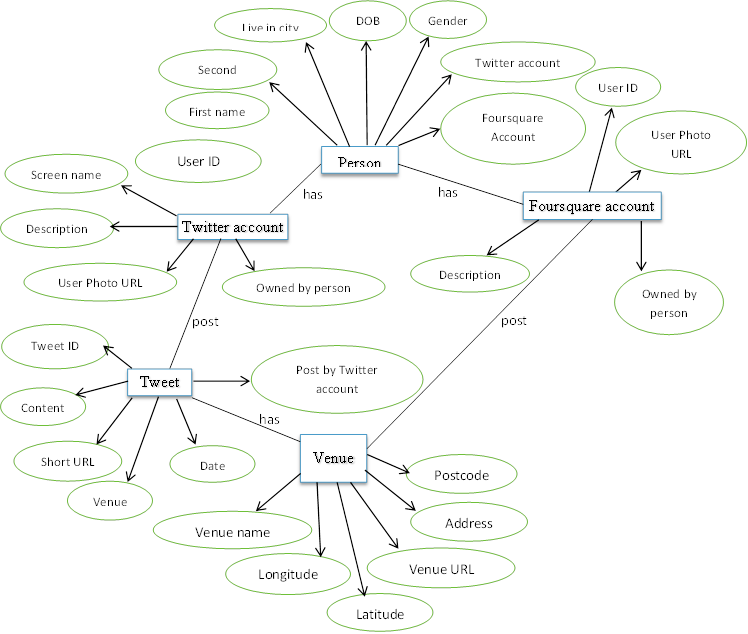 Live in city
DOB
Gender
Second
Twitter account
First name
User ID
Foursquare
Account
User Photo
URL
User ID
Person
Screen name
has
has
Description
Twitter account
Foursquare account
User Photo URL
Owned by person
Description
Owned by
person
post
post
Tweet ID
Tweet
Post by Twitter
account
Content
has
Short URL
Date
Venue
Venue
Postcode
Venue name
Address
Longitude
Venue URL
Latitude